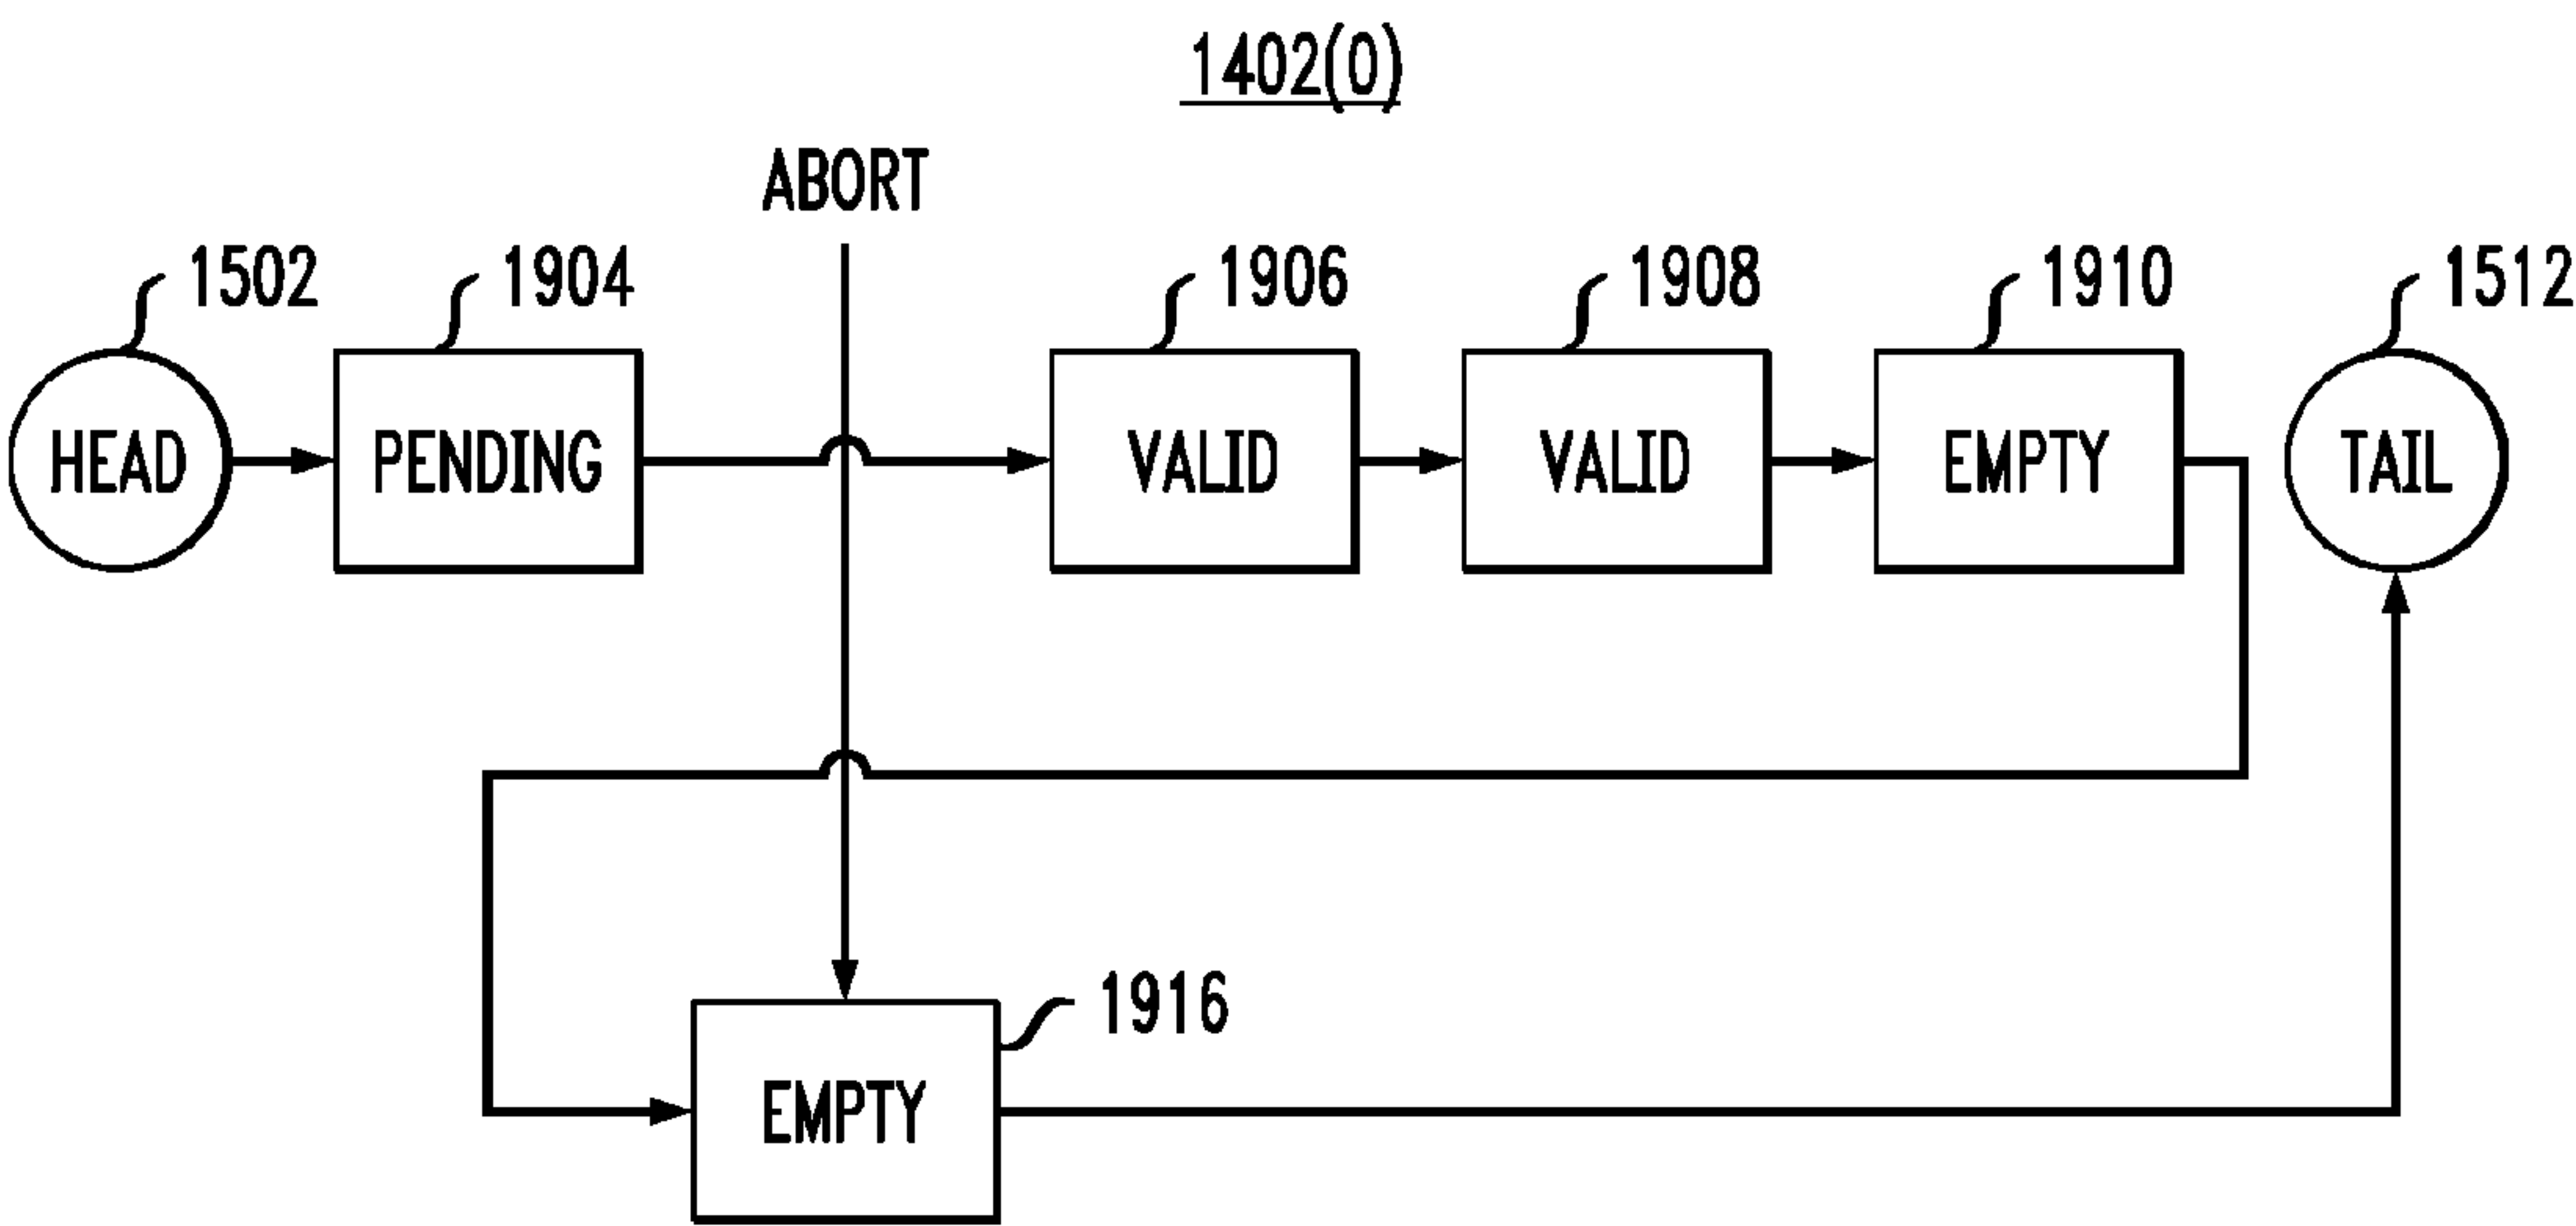 1402(0)
ABORT
1502 1904 1906 1908 1910 1512
HEAD PENDING VALID VALID EMPTY TAIL
1916
EMPTY